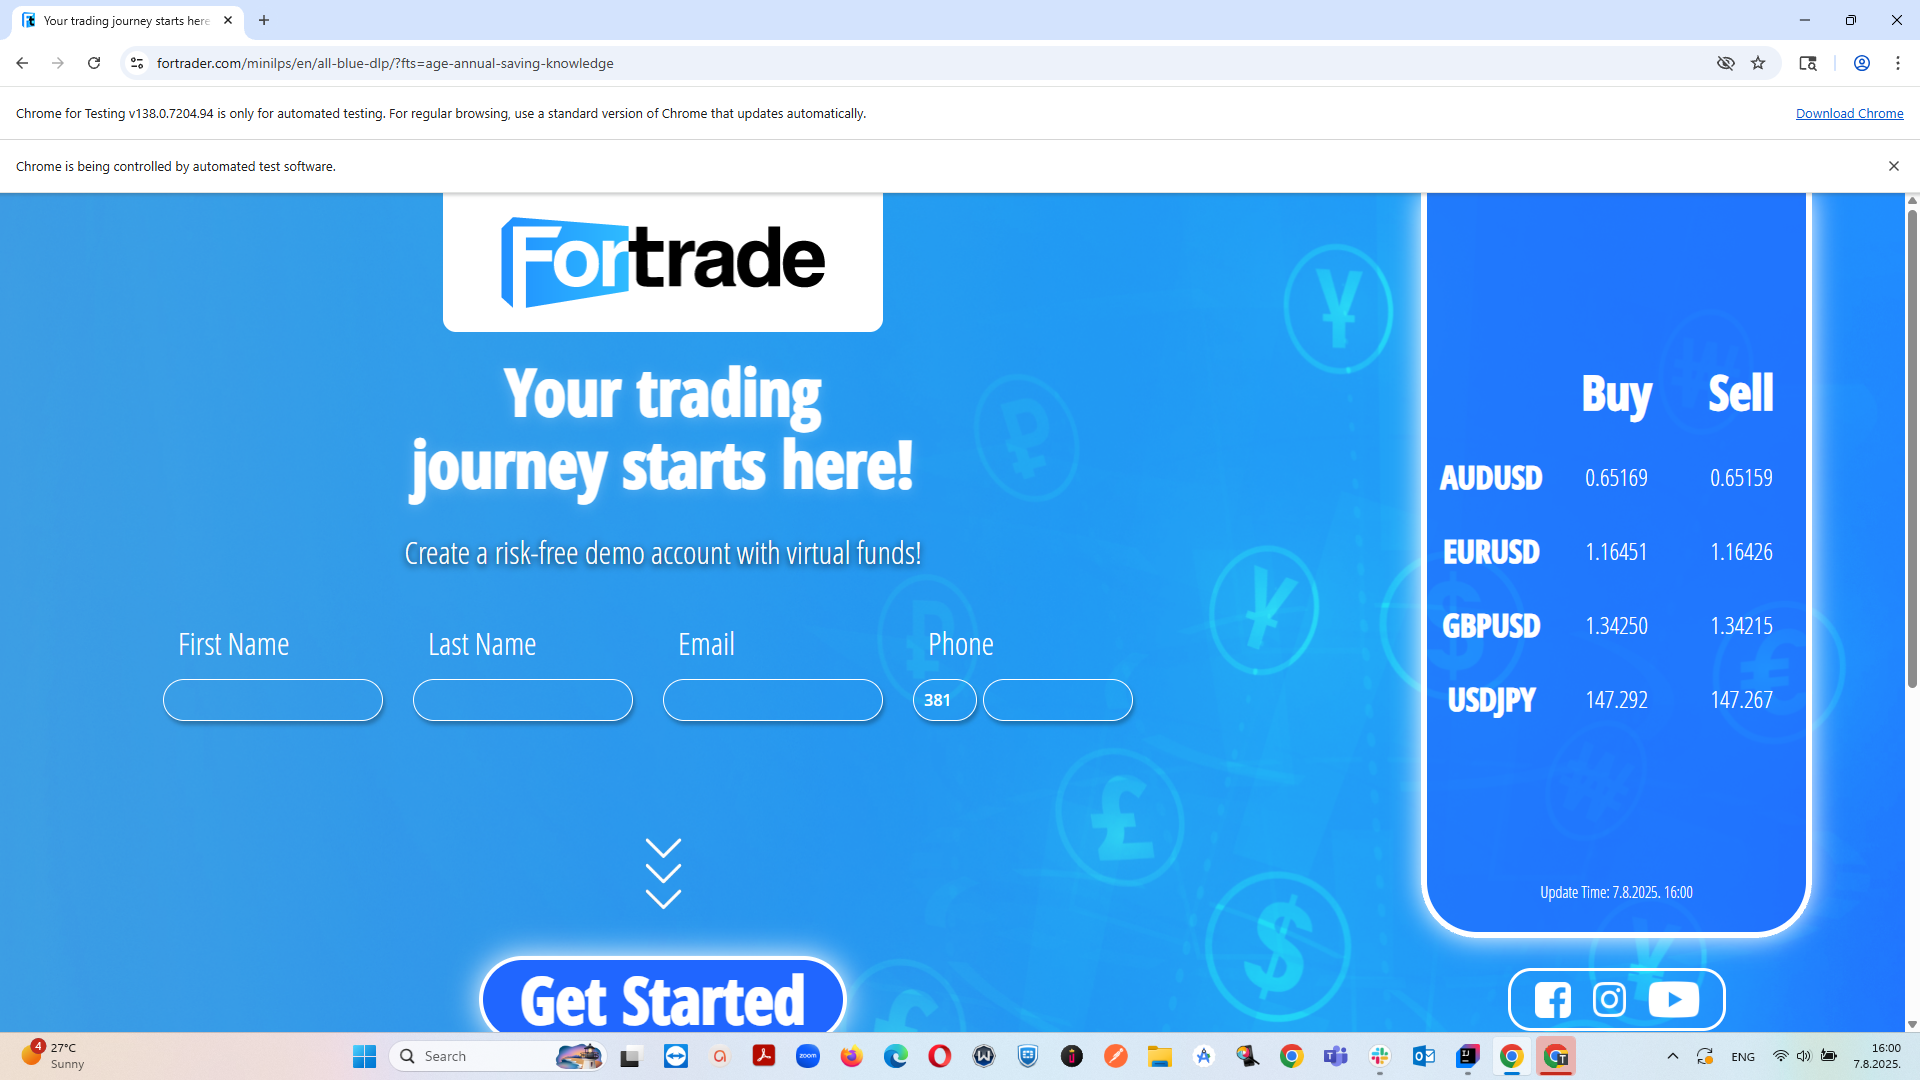 Your trading journey starts here
fortrader.com/minilps/en/all-blue-dlp/?fts=age-annual-saving-knowledge
Chrome for Testing v138.0.7204.94 is only for automated testing. For regular browsing, use a standard version of Chrome that updates automatically.
Download Chrome
Chrome is being controlled by automated test software.
Fortrade
Your trading
journey starts here!
Create a risk-free demo account with virtual funds!
First Name
Last Name
Email
Phone
381
Get Started
Buy
Sell
AUDUSD 0.65169 0.65159
EURUSD 1.16451 1.16426
GBPUSD 1.34250 1.34215
USDJPY 147.292 147.267
Update Time: 7.8.2025. 16:00
4
27°C
Sunny
Search
zoom
ENG
16:00
7.8.2025.